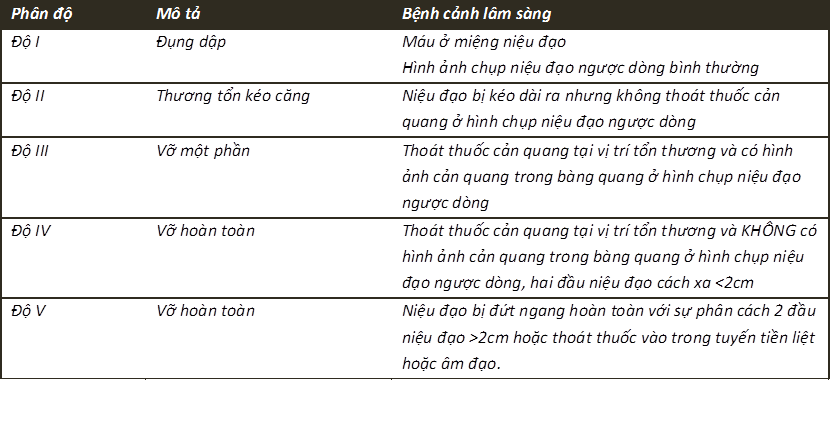 Phân độ Mô tả Bệnh cảnh lâm sàng
Độ I Đụng dập Máu ở miệng niệu đạo
Hình ảnh chụp niệu đạo ngược dòng bình thường
Độ II Thương tổn kéo căng Niệu đạo bị kéo dài ra nhưng không thoát thuốc cản
quang ở hình chụp niệu đạo ngược dòng
Độ III Vỡ một phần Thoát thuốc cản quang tại vị trí tổn thương và có hình
ảnh cản quang trong bàng quang ở hình chụp niệu đạo
ngược dòng
Độ IV Vỡ hoàn toàn Thoát thuốc cản quang tại vị trí tổn thương và KHÔNG có
hình ảnh cản quang trong bàng quang ở hình chụp niệu
đạo ngược dòng, hai đầu niệu đạo cách xa <2cm
Độ V Vỡ hoàn toàn Niệu đạo bị đứt ngang hoàn toàn với sự phân cách 2 đầu
niệu đạo >2cm hoặc thoát thuốc vào trong tuyến tiền liệt
hoặc âm đạo.